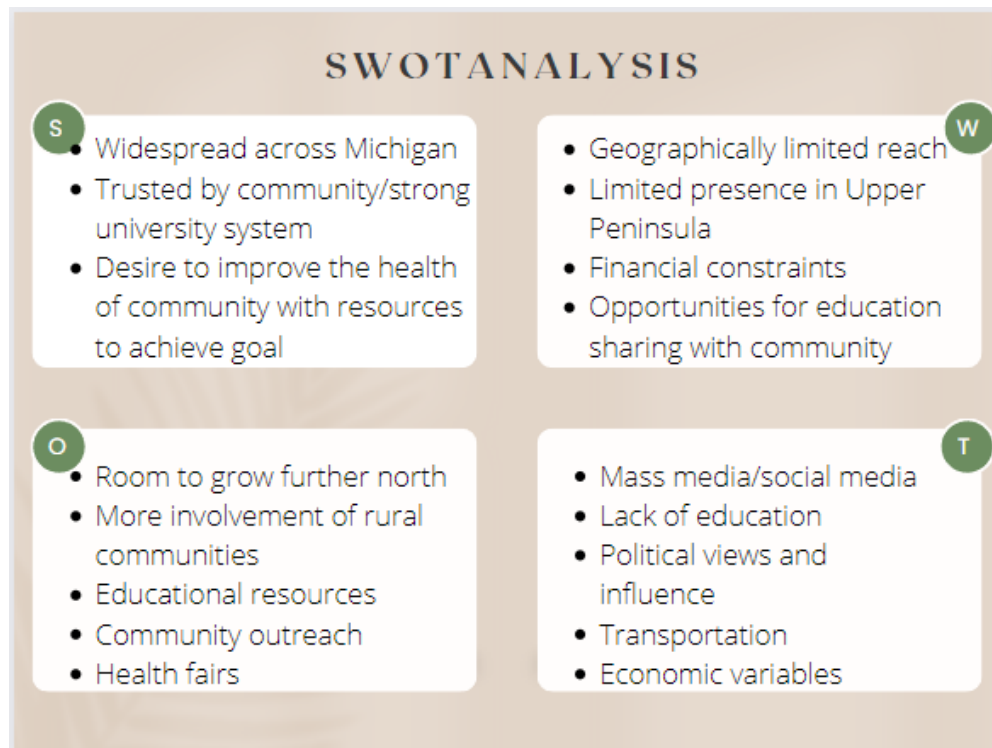 SWOTANALYSIS
S
• Widespread across Michigan
• Trusted by community/strong
university system
• Desire to improve the health
of community with resources
to achieve goal
W
• Geographically limited reach
• Limited presence in Upper
Peninsula
• Financial constraints
• Opportunities for education
sharing with community
O
• Room to grow further north
• More involvement of rural
communities
• Educational resources
• Community outreach
• Health fairs
T
• Mass media/social media
• Lack of education
• Political views and
influence
• Transportation
• Economic variables